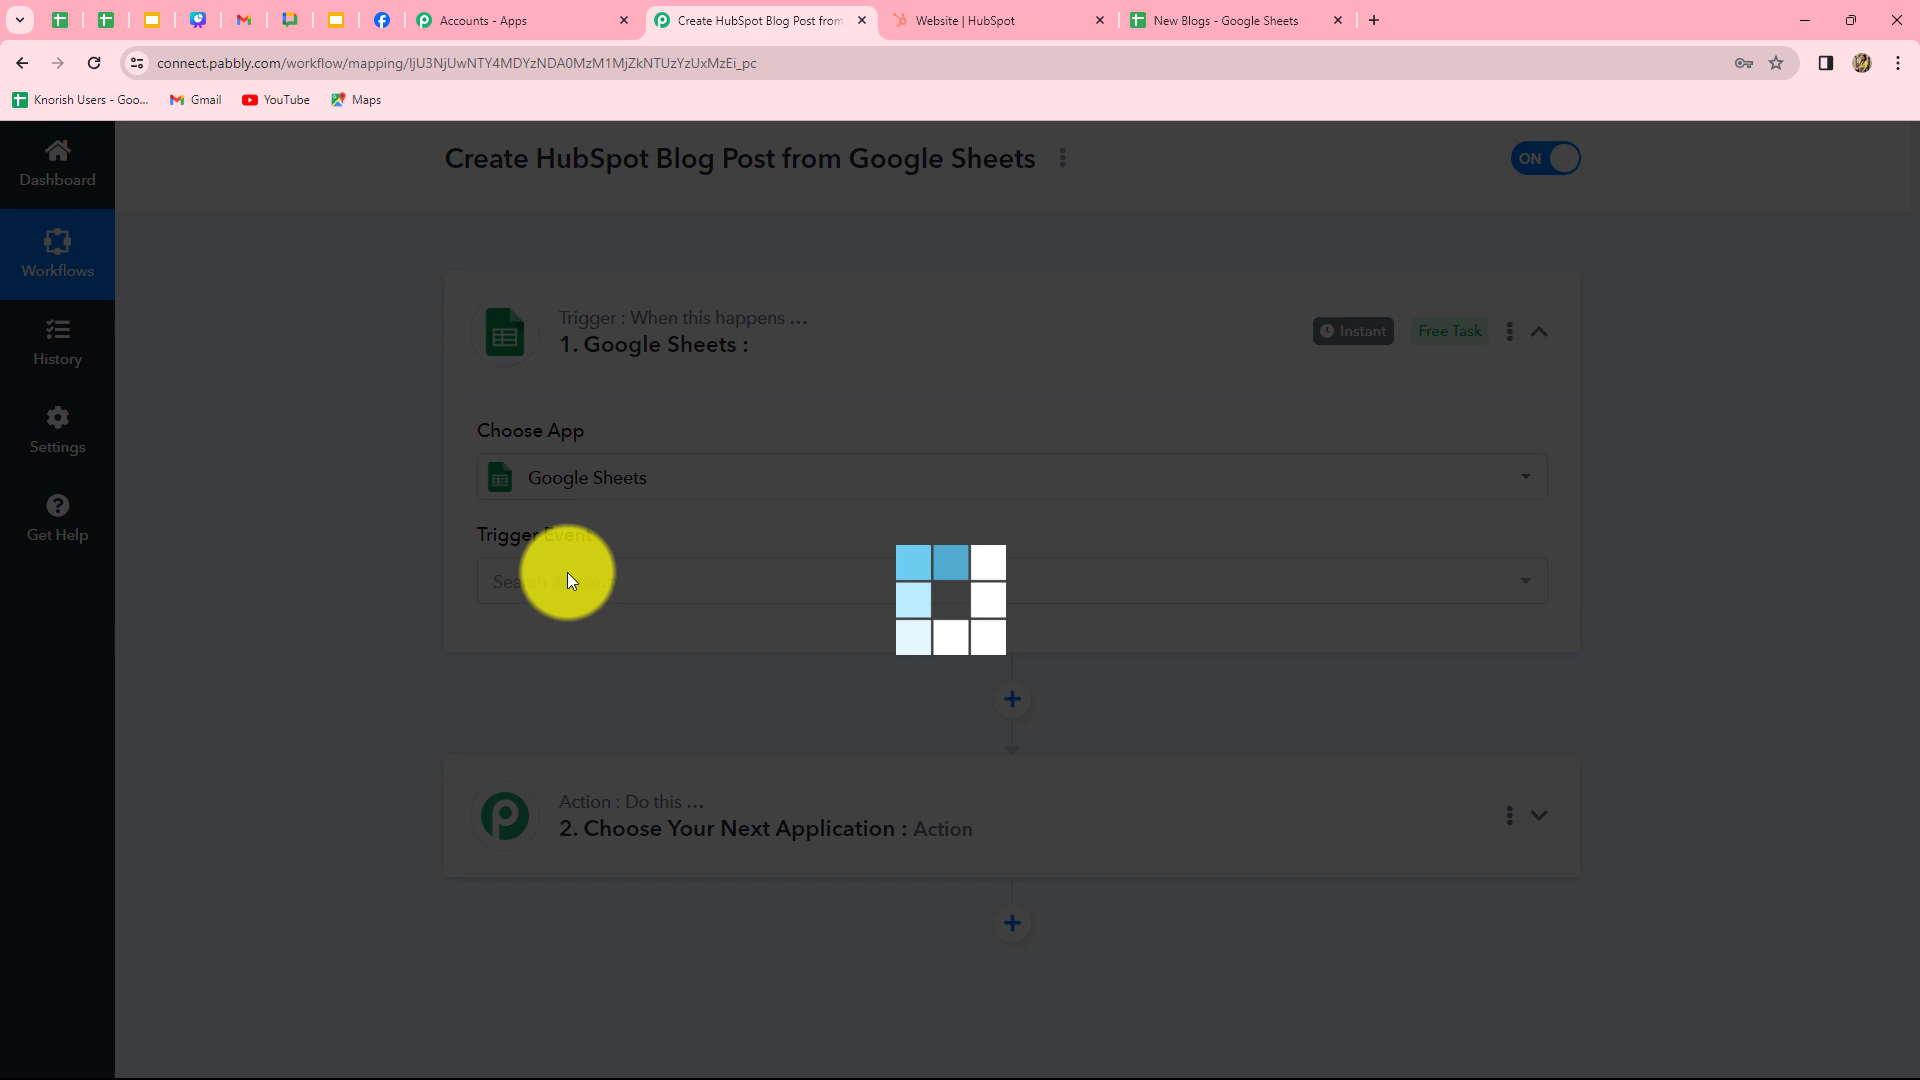 Accounts - Apps
Create HubSpot Blog Post from
Website | HubSpot
New Blogs - Google Sheets
connect.pabbly.com/workflow/mapping/IjU3NjUwNTY4MDYzNDA0MzM1MjZkNTUzYzUxMzEi_pc
Knorish Users - Goo...
Gmail
YouTube
Maps
Dashboard
Workflows
History
Settings
Get Help
Create HubSpot Blog Post from Google Sheets
ON
Trigger : When this happens ...
1. Google Sheets :
Instant
Free Task
Choose App
Google Sheets
Trigger Event
Action : Do this ...
2. Choose Your Next Application : Action